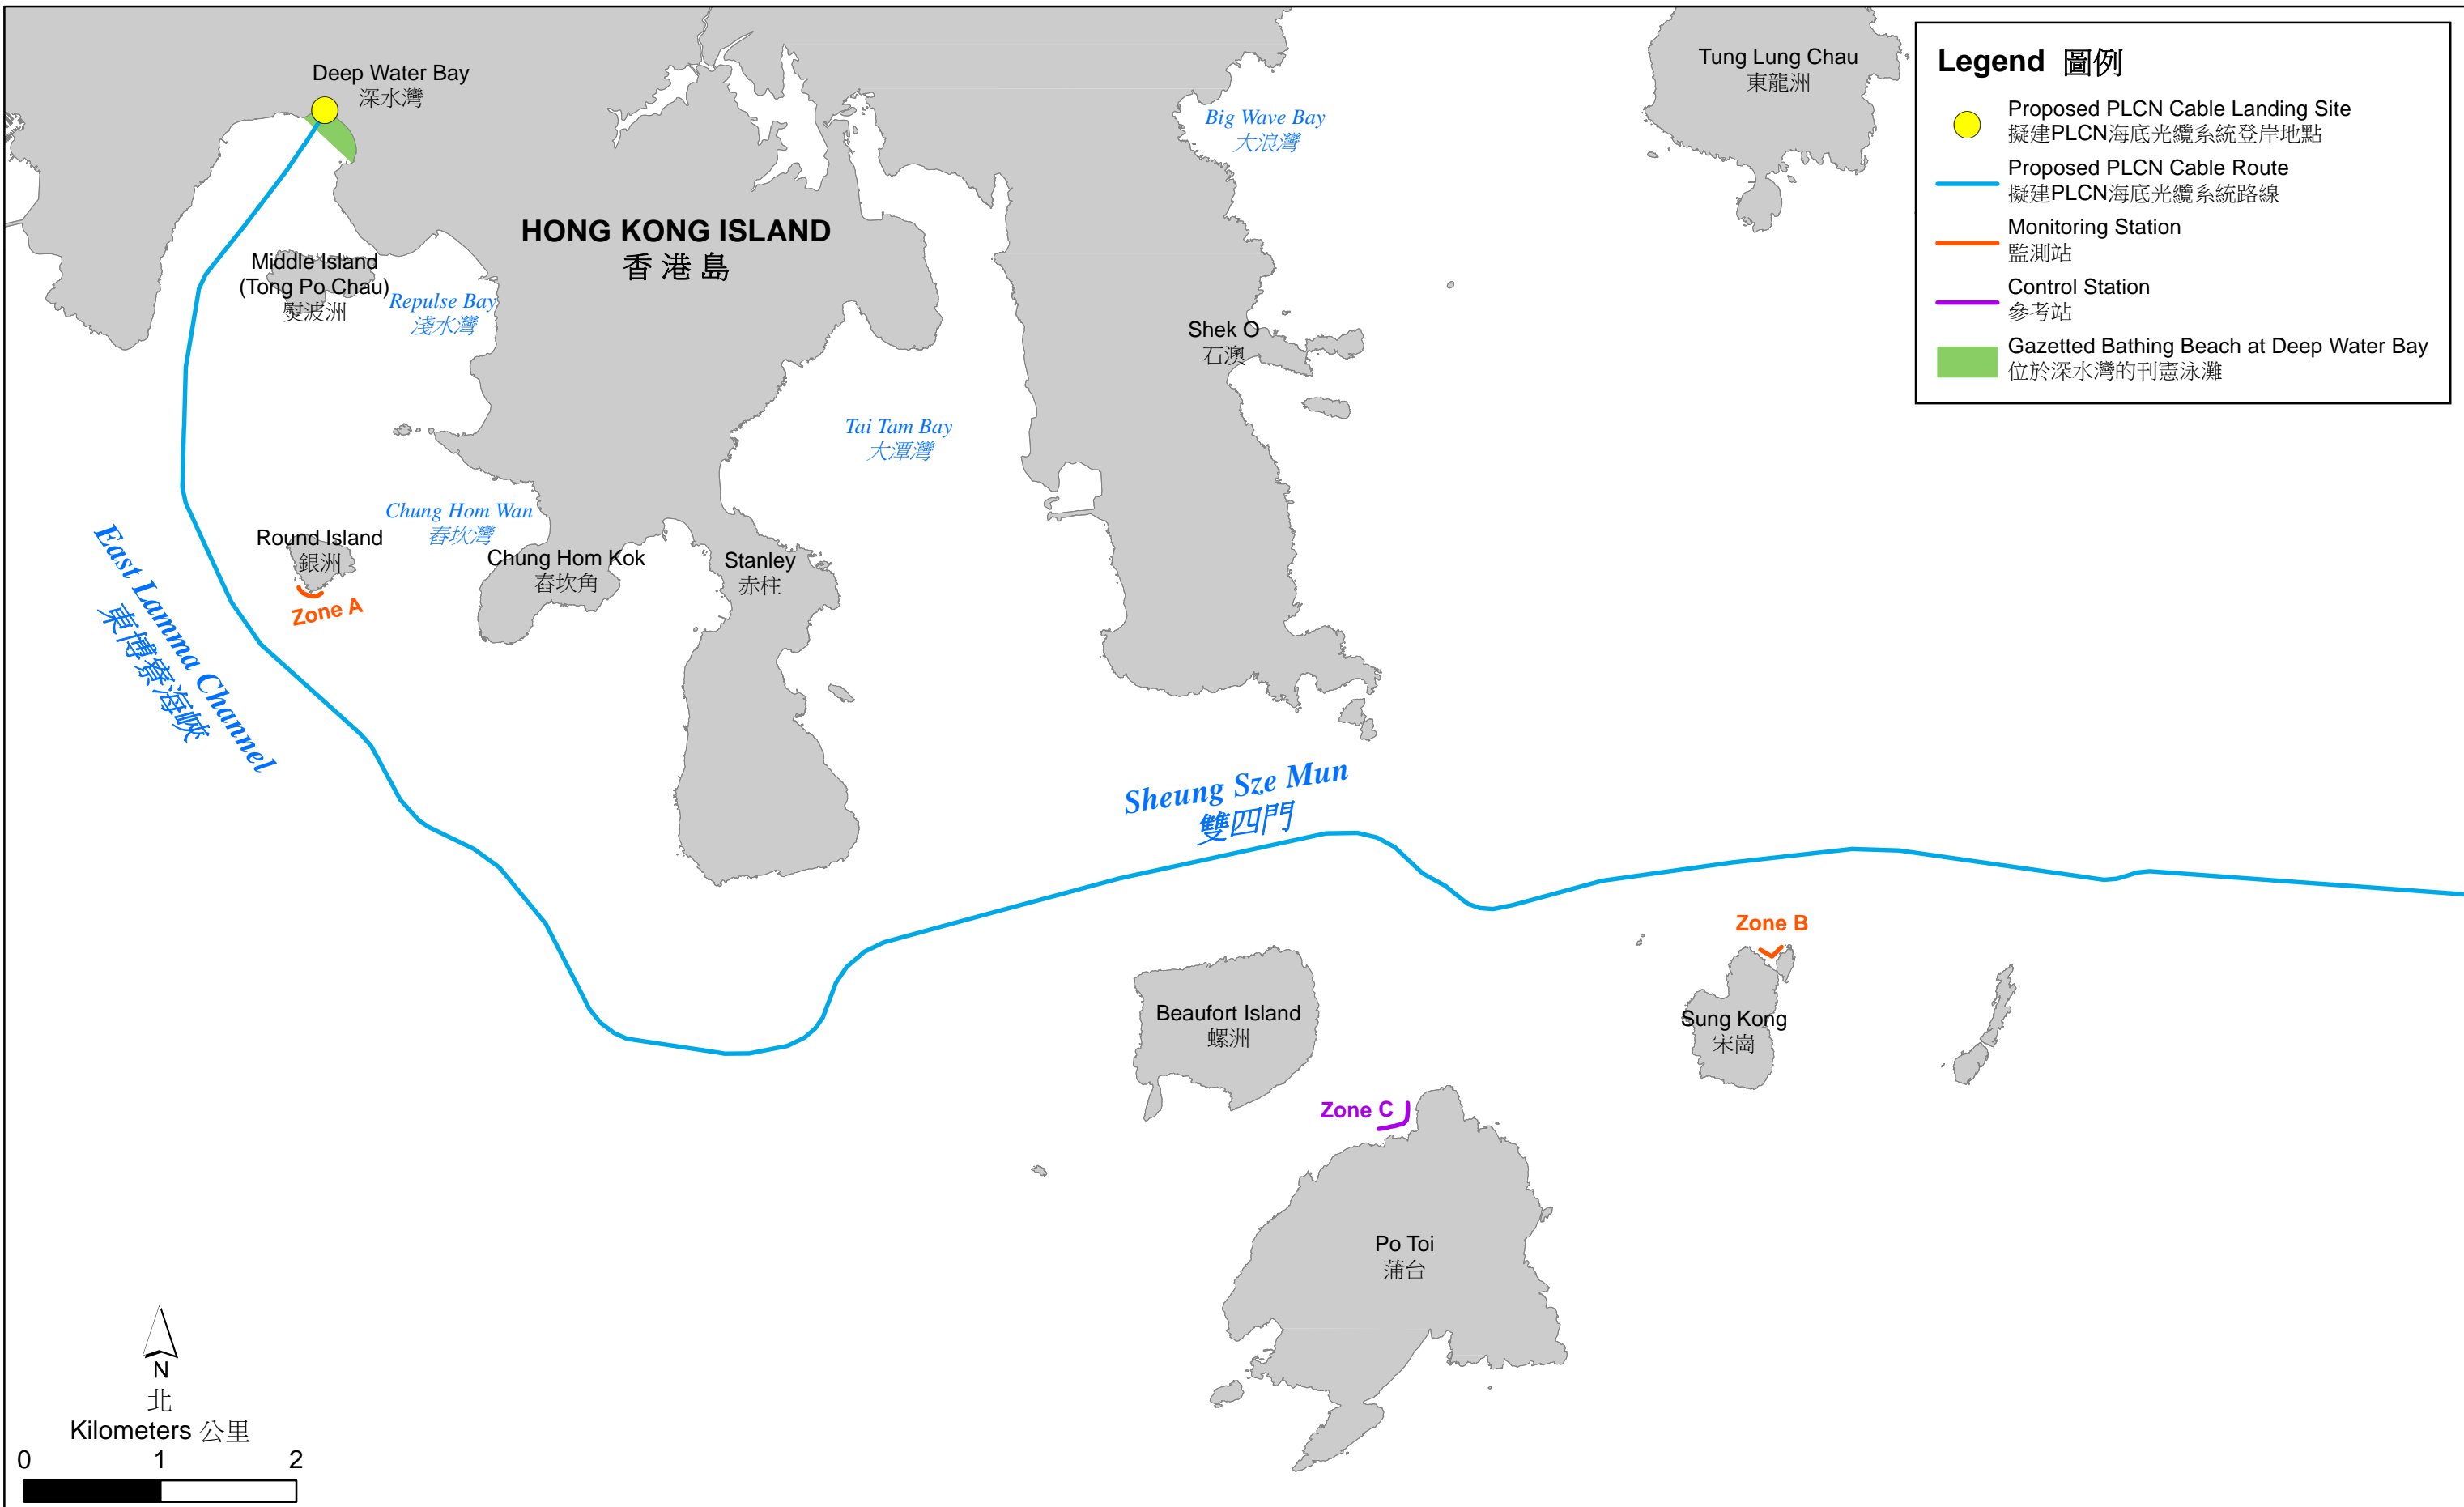 Deep Water Bay
深水灣
Big Wave Bay
大浪灣
Tung Lung Chau
東龍洲
Legend 圖例
Proposed PLCN Cable Landing Site
擬建PLCN海底光纜系統登岸地點
Proposed PLCN Cable Route
擬建PLCN海底光纜系統路線
Monitoring Station
監測站
Control Station
參考站
Gazetted Bathing Beach at Deep Water Bay
位於深水灣的刊憲泳灘
HONG KONG ISLAND
香港島
Middle Island
(Tong Po Chau)
熨波洲
Repulse Bay
淺水灣
Shek O
石澳
Tai Tam Bay
大潭灣
Chung Hom Wan
舂坎灣
Round Island
銀洲
Zone A
Chung Hom Kok
舂坎角
Stanley
赤柱
East Lamma Channel
東博寮海峽
Sheung Sze Mun
雙四門
Zone B
Beaufort Island
螺洲
Sung Kong
宋崗
Zone C
Po Toi
蒲台
N
北
Kilometers 公里
0 1 2